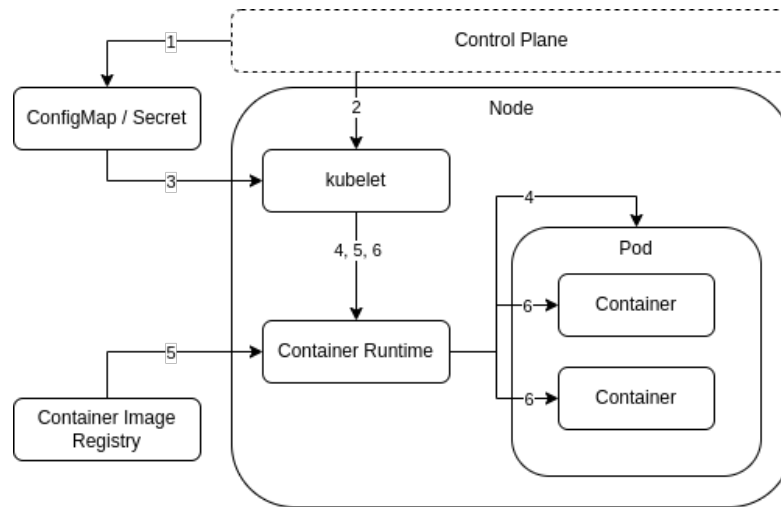 Control Plane
1
ConfigMap / Secret
2
Node
3
kubelet
4
4, 5, 6
Pod
6
Container
5
Container Runtime
6
Container
Container Image
Registry